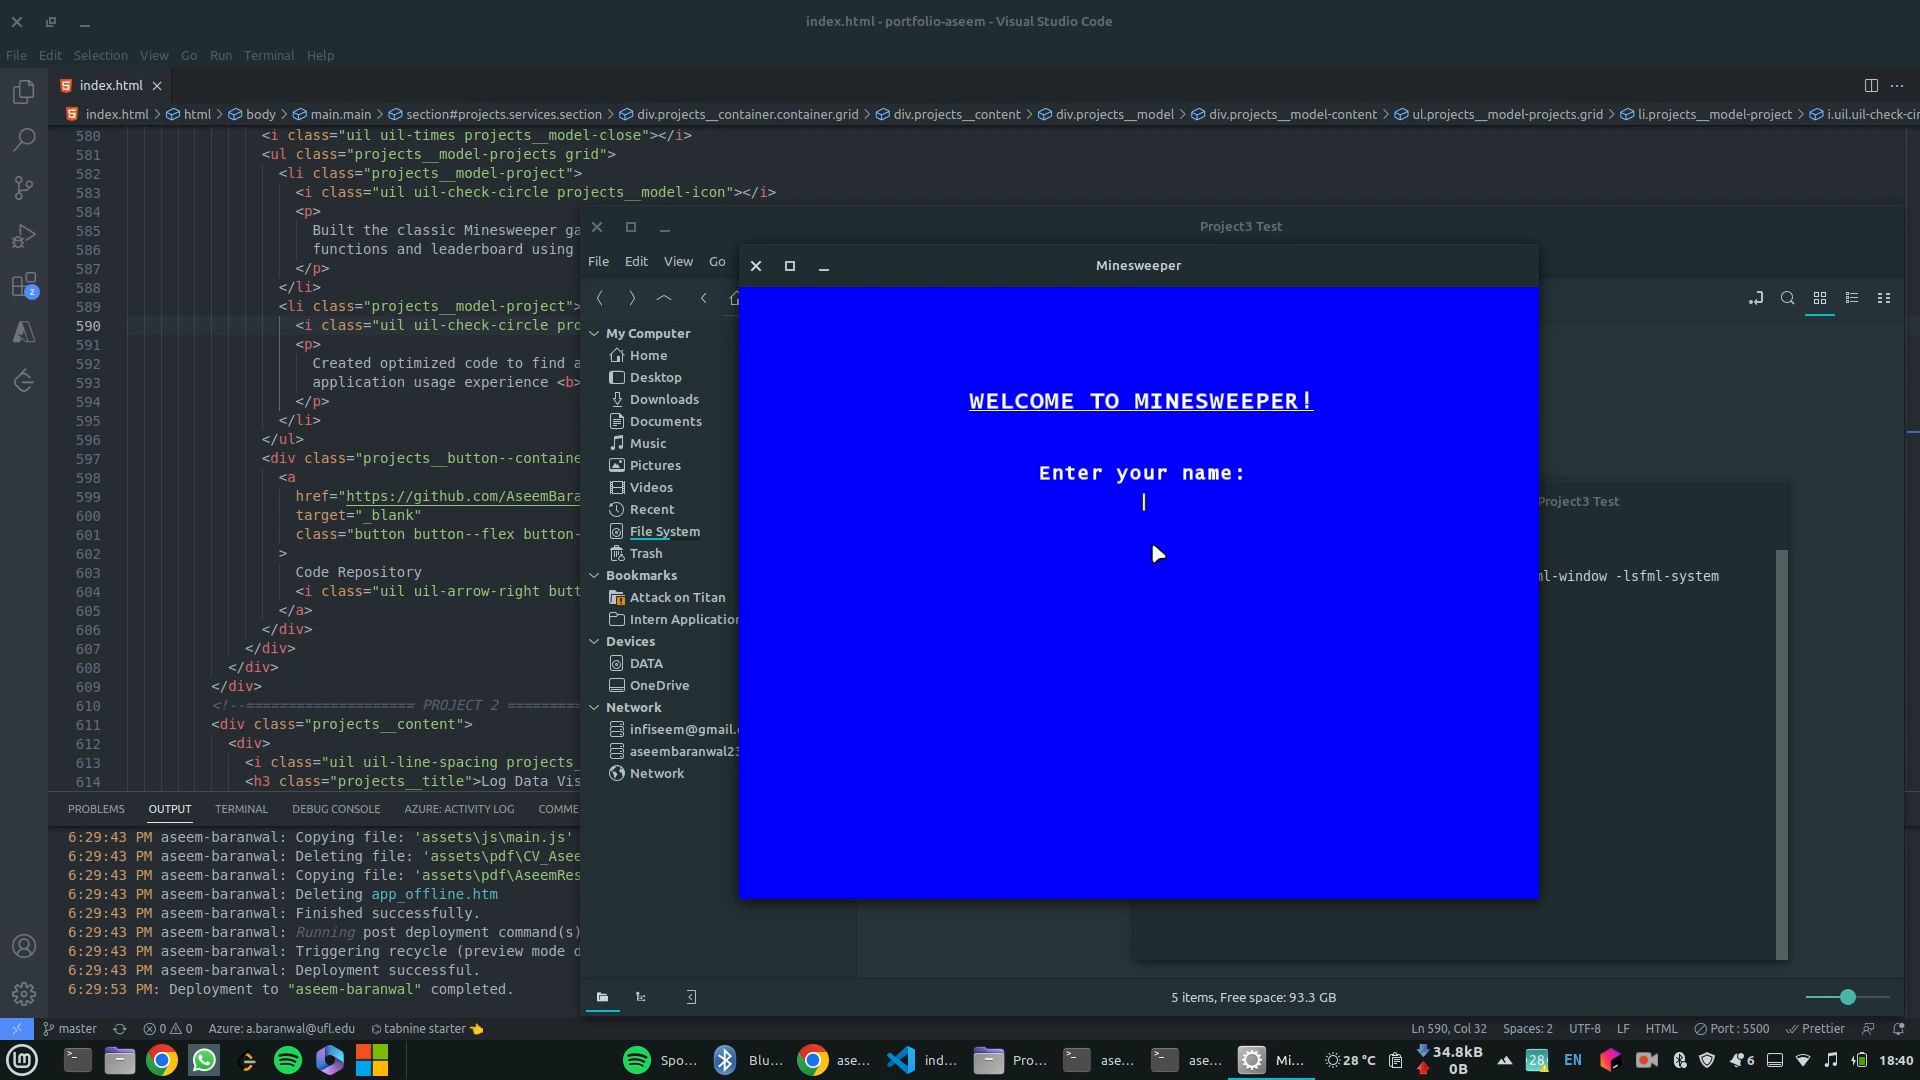 index.html - portfolio-aseem - Visual Studio Code
File Edit Selection View Go Run Terminal Help
index.html
index.html > html > body > main.main > section#projects.services.section > div.projects__container.container.grid > div.projects__content > div.projects__model > div.projects__model-content > ul.projects__model-projects.grid > li.projects__model-project > i.uil.uil-check-cir
580 <i class="uil uil-times projects__model-close"></i>
581 <ul class="projects__model-projects grid">
582 <li class="projects__model-project">
583 <i class="uil uil-check-circle projects__model-icon"></i>
584 <p>
585 Built the classic Minesweeper ga
586 functions and leaderboard using
587 </p>
588 </li>
589 <li class="projects__model-project">
590 <i class="uil uil-check-circle pro
591 <p>
592 Created optimized code to find a
593 application usage experience <b>
594 </p>
595 </li>
596 </ul>
597 <div class="projects__button--containe
598 <a
599 href="https://github.com/AseemBara
600 target="_blank"
601 class="button button--flex button-
602 >
603 Code Repository
604 <i class="uil uil-arrow-right butt
605 </a>
606 </div>
607 </div>
608 </div>
609 </div>
610 <!--==================== PROJECT 2 =========
611 <div class="projects__content">
612 <div>
613 <i class="uil uil-line-spacing projects_
614 <h3 class="projects__title">Log Data Vis
PROBLEMS OUTPUT TERMINAL DEBUG CONSOLE AZURE: ACTIVITY LOG COMME
6:29:43 PM aseem-baranwal: Copying file: 'assets\js\main.js'
6:29:43 PM aseem-baranwal: Deleting file: 'assets\pdf\CV_Asee
6:29:43 PM aseem-baranwal: Copying file: 'assets\pdf\AseemRes
6:29:43 PM aseem-baranwal: Deleting app_offline.htm
6:29:43 PM aseem-baranwal: Finished successfully.
6:29:43 PM aseem-baranwal: Running post deployment command(s)
6:29:43 PM aseem-baranwal: Triggering recycle (preview mode d
6:29:43 PM aseem-baranwal: Deployment successful.
6:29:53 PM: Deployment to "aseem-baranwal" completed.
Project3 Test
File Edit View Go
My Computer
Home
Desktop
Downloads
Documents
Music
Pictures
Videos
Recent
File System
Trash
Bookmarks
Attack on Titan
Intern Application
Devices
DATA
OneDrive
Network
infiseem@gmail.c
aseembaranwal23
Network
5 items, Free space: 93.3 GB
Minesweeper
WELCOME TO MINESWEEPER!
Enter your name:
Project3 Test
ml-window -lsfml-system
2
master 0 0 Azure: a.baranwal@ufl.edu tabnine starter Ln 590, Col 32 Spaces: 2 UTF-8 LF HTML Port : 5500 Prettier
Spo... Blu... ase... ind... Pro... ase... ase... Mi... 28 °C 34.8kB 0B 28 EN 6 18:40